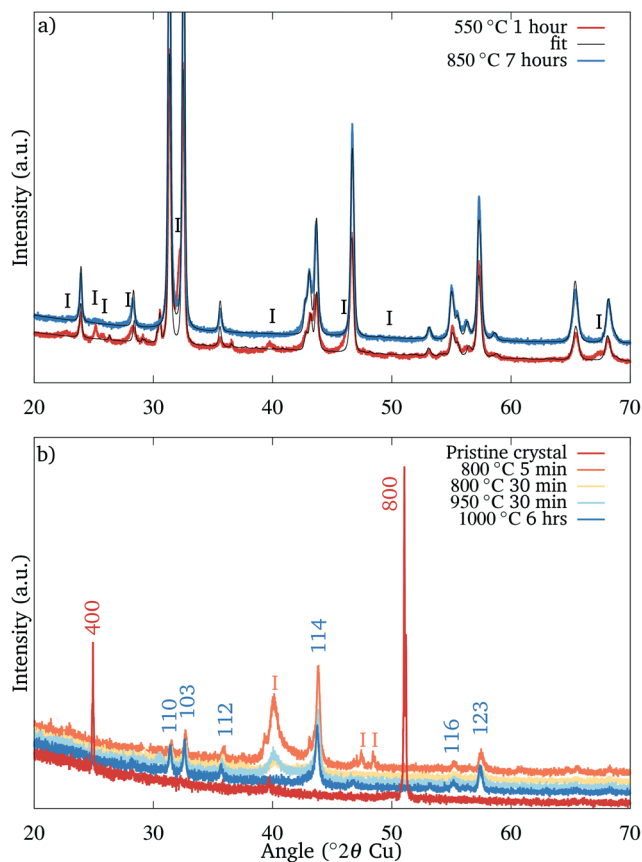 a)
550 °C 1 hour
fit
850 °C 7 hours
Intensity (a.u.)
I
I
I
I
I
I
I
I
I
20
30
40
50
60
70
b)
Pristine crystal
800 °C 5 min
800 °C 30 min
950 °C 30 min
1000 °C 6 hrs
Intensity (a.u.)
400
110
103
112
I
114
I I
800
116
123
20
30
40
50
60
70
Angle (°2θ Cu)